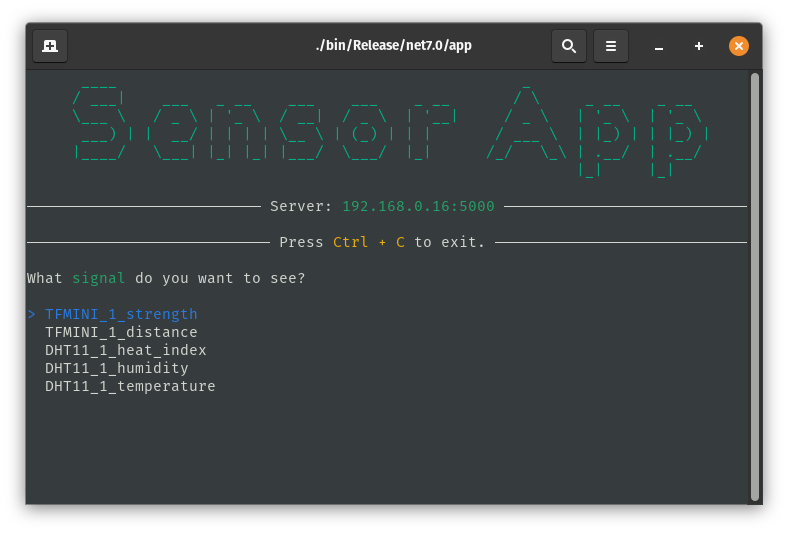 ./bin/Release/net7.0/app
Sensor App
Server: 192.168.0.16:5000
Press Ctrl + C to exit.
What signal do you want to see?
> TFMINI_1_strength
TFMINI_1_distance
DHT11_1_heat_index
DHT11_1_humidity
DHT11_1_temperature